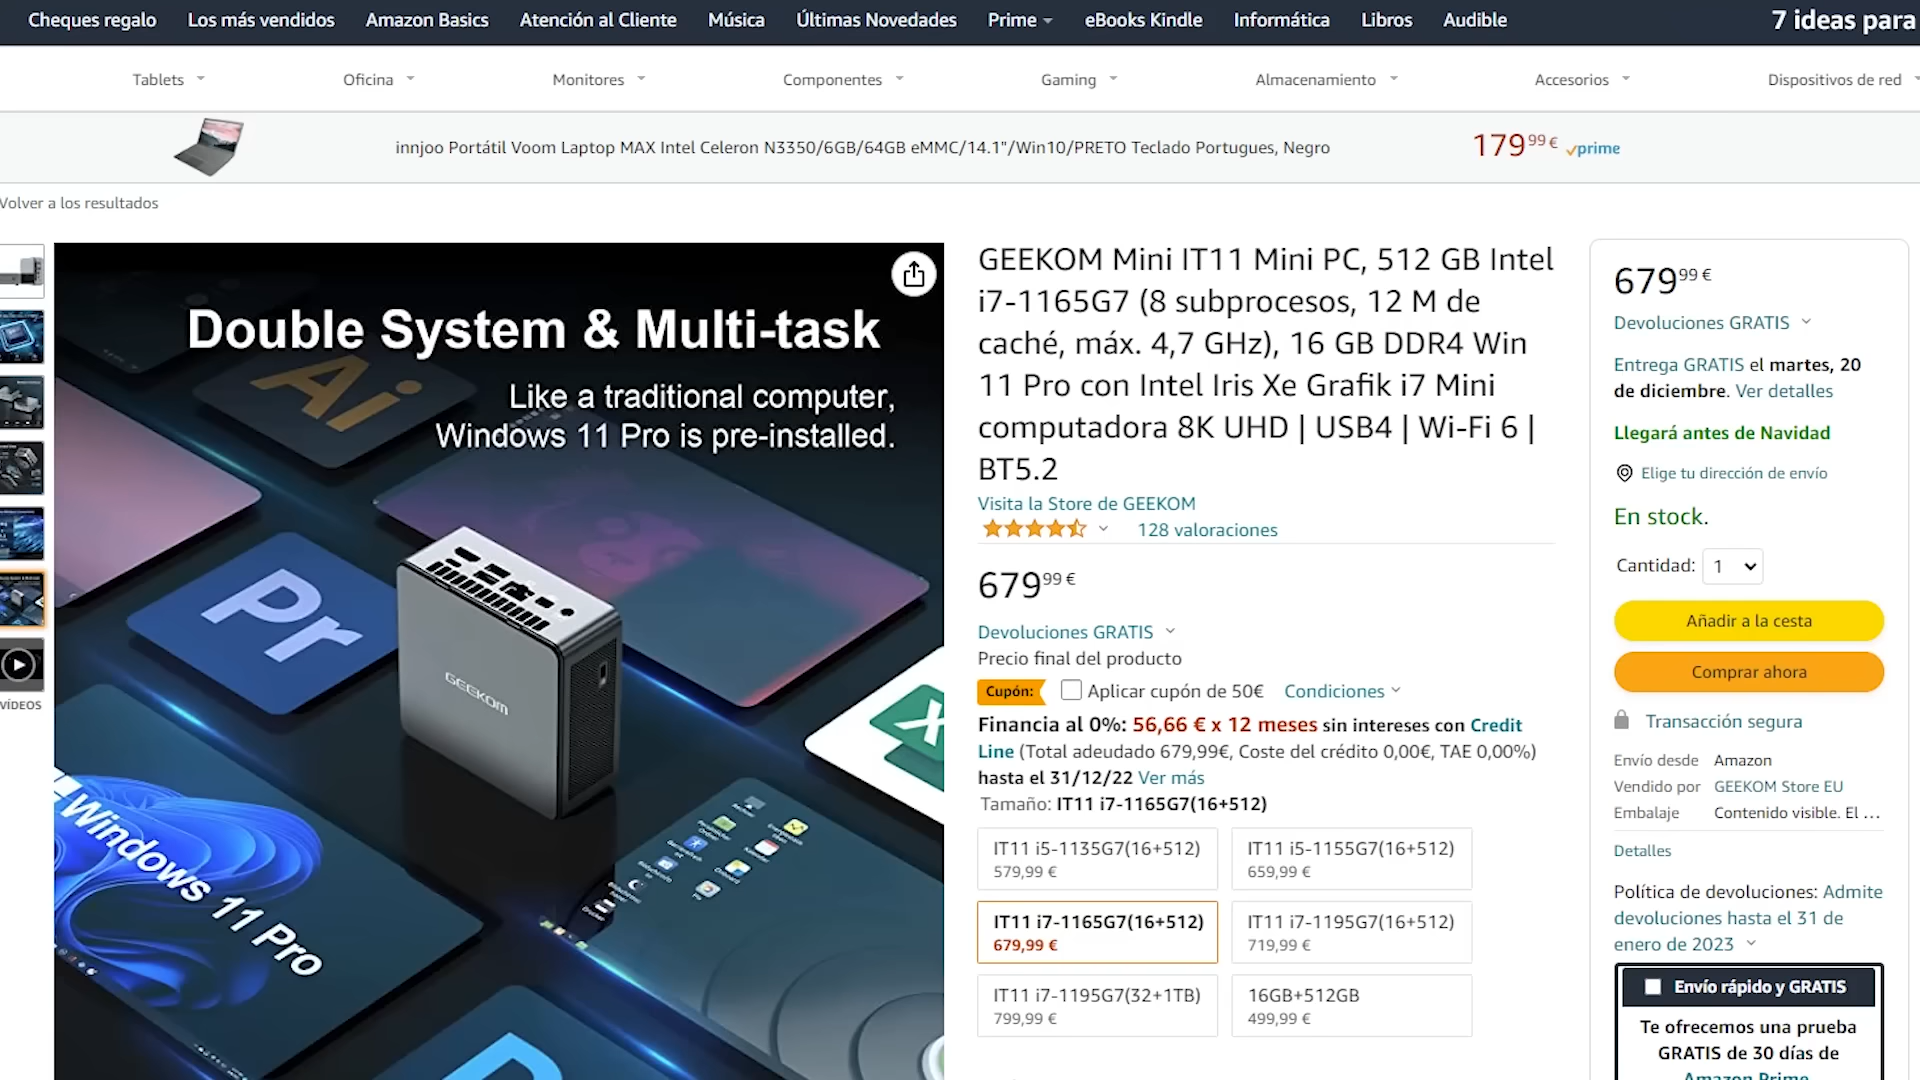 Cheques regalo Los más vendidos Amazon Basics Atención al Cliente Música Últimas Novedades Prime eBooks Kindle Informática Libros Audible 7 ideas para
Tablets Oficina Monitores Componentes Gaming Almacenamiento Accesorios Dispositivos de red
innjoo Portátil Voom Laptop MAX Intel Celeron N3350/6GB/64GB eMMC/14.1"/Win10/PRETO Teclado Portugues, Negro 179 99 € prime
Volver a los resultados
VÍDEOS
Double System & Multi-task
Like a traditional computer,
Windows 11 Pro is pre-installed.
Ai
Pr
GEEKOM
X
Windows 11 Pro
GEEKOM Mini IT11 Mini PC, 512 GB Intel
i7-1165G7 (8 subprocesos, 12 M de
caché, máx. 4,7 GHz), 16 GB DDR4 Win
11 Pro con Intel Iris Xe Grafik i7 Mini
computadora 8K UHD | USB4 | Wi-Fi 6 |
BT5.2
Visita la Store de GEEKOM
128 valoraciones
679 99 €
Devoluciones GRATIS
Precio final del producto
Cupón: Aplicar cupón de 50€ Condiciones
Financia al 0%: 56,66 € x 12 meses sin intereses con Credit
Line (Total adeudado 679,99€, Coste del crédito 0,00€, TAE 0,00%)
hasta el 31/12/22 Ver más
Tamaño: IT11 i7-1165G7(16+512)
IT11 i5-1135G7(16+512)
579,99 €
IT11 i5-1155G7(16+512)
659,99 €
IT11 i7-1165G7(16+512)
679,99 €
IT11 i7-1195G7(16+512)
719,99 €
IT11 i7-1195G7(32+1TB)
799,99 €
16GB+512GB
499,99 €
679 99 €
Devoluciones GRATIS
Entrega GRATIS el martes, 20
de diciembre. Ver detalles
Llegará antes de Navidad
Elige tu dirección de envío
En stock.
Cantidad: 1
Añadir a la cesta
Comprar ahora
Transacción segura
Envío desde Amazon
Vendido por GEEKOM Store EU
Embalaje Contenido visible. El …
Detalles
Política de devoluciones: Admite
devoluciones hasta el 31 de
enero de 2023
Envío rápido y GRATIS
Te ofrecemos una prueba
GRATIS de 30 días de
Amazon Prime